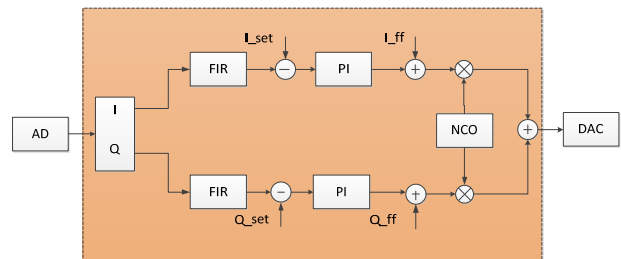 I_set
I_ff
FIR
PI
I
Q
AD
NCO
DAC
FIR
PI
Q_set
Q_ff